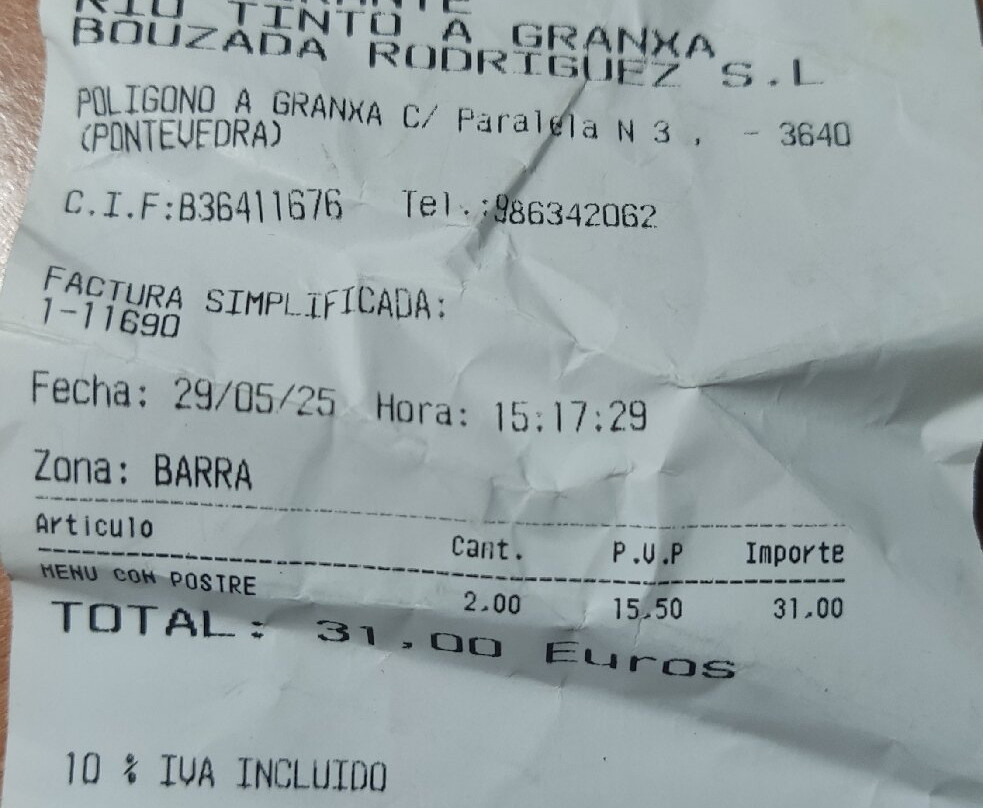 RIO TINTO A GRANXA
BOUZADA RODRIGUEZ S.L
POLIGONO A GRANXA C/ Paralela N 3 , - 3640
(PONTEVEDRA)
C.I.F:B36411676 Tel.:986342062
FACTURA SIMPLIFICADA:
1-11690
Fecha: 29/05/25 Hora: 15:17:29
Zona: BARRA
Articulo Cant. P.V.P Importe
MENU CON POSTRE 2.00 15.50 31.00
TOTAL: 31,00 Euros
10 % IVA INCLUIDO